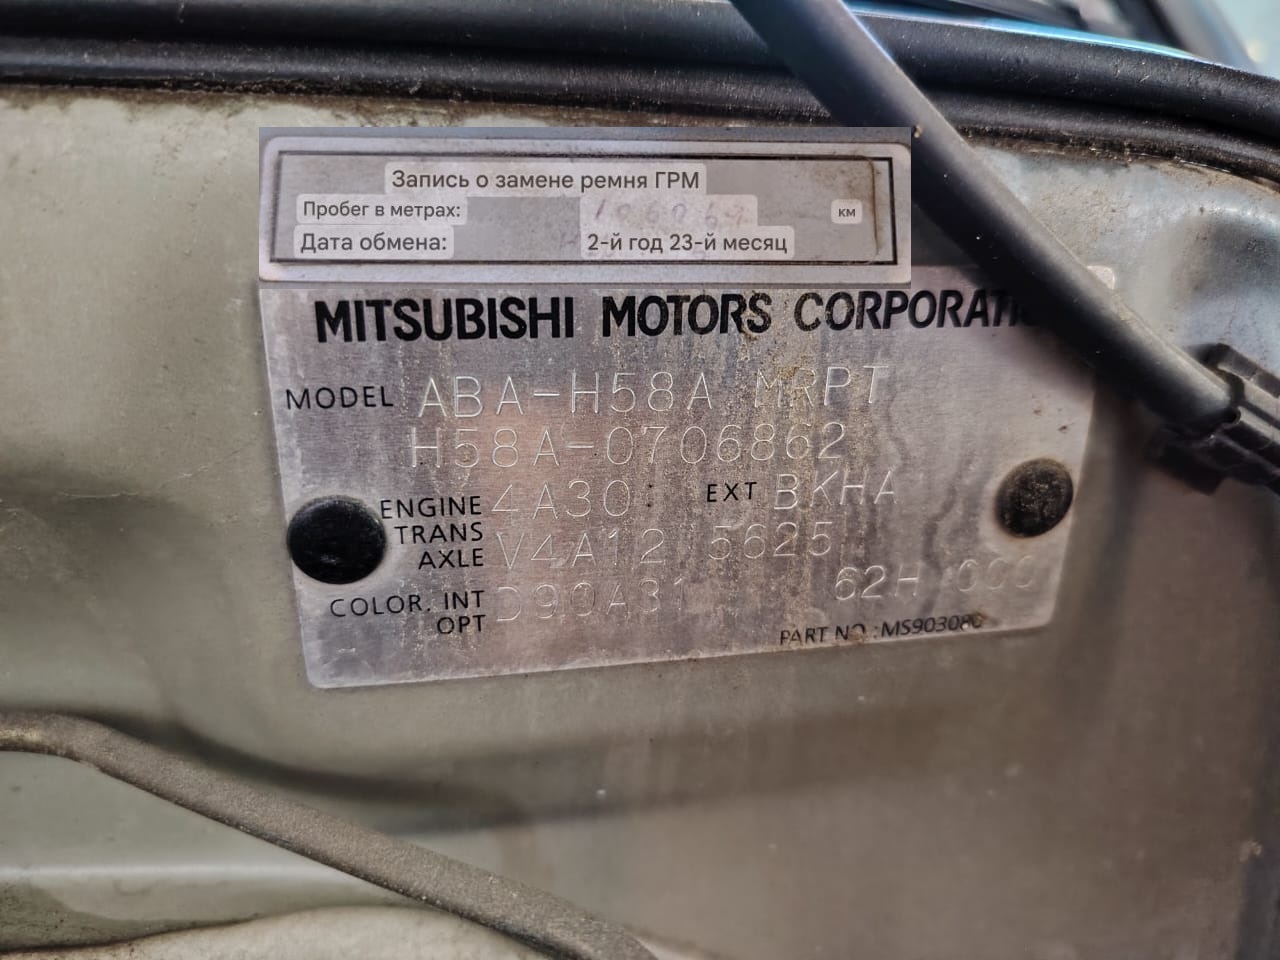 Запись о замене ремня ГРМ
Пробег в метрах: км
Дата обмена: 2-й год 23-й месяц
MITSUBISHI MOTORS CORPORATI
MODEL ABA-H58A MRPT
H58A-0706862
ENGINE 4A30 EXT BKHA
TRANS AXLE V4A12 5625
COLOR. INT OPT D90A31 62H 000
PART NO.: MS903080